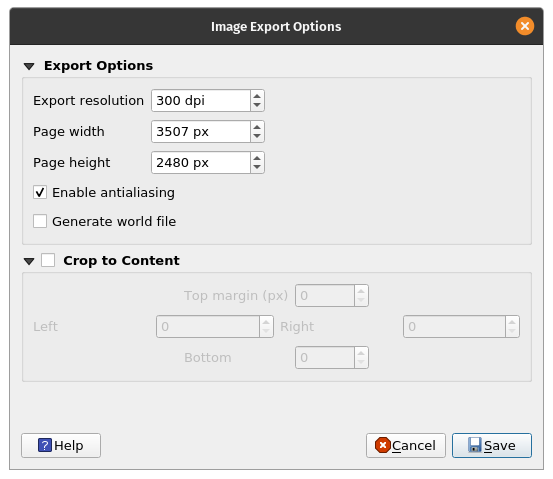 Image Export Options
Export Options
Export resolution 300 dpi
Page width 3507 px
Page height 2480 px
Enable antialiasing
Generate world file
Crop to Content
Top margin (px) 0
Left 0 Right 0
Bottom 0
Help Cancel Save